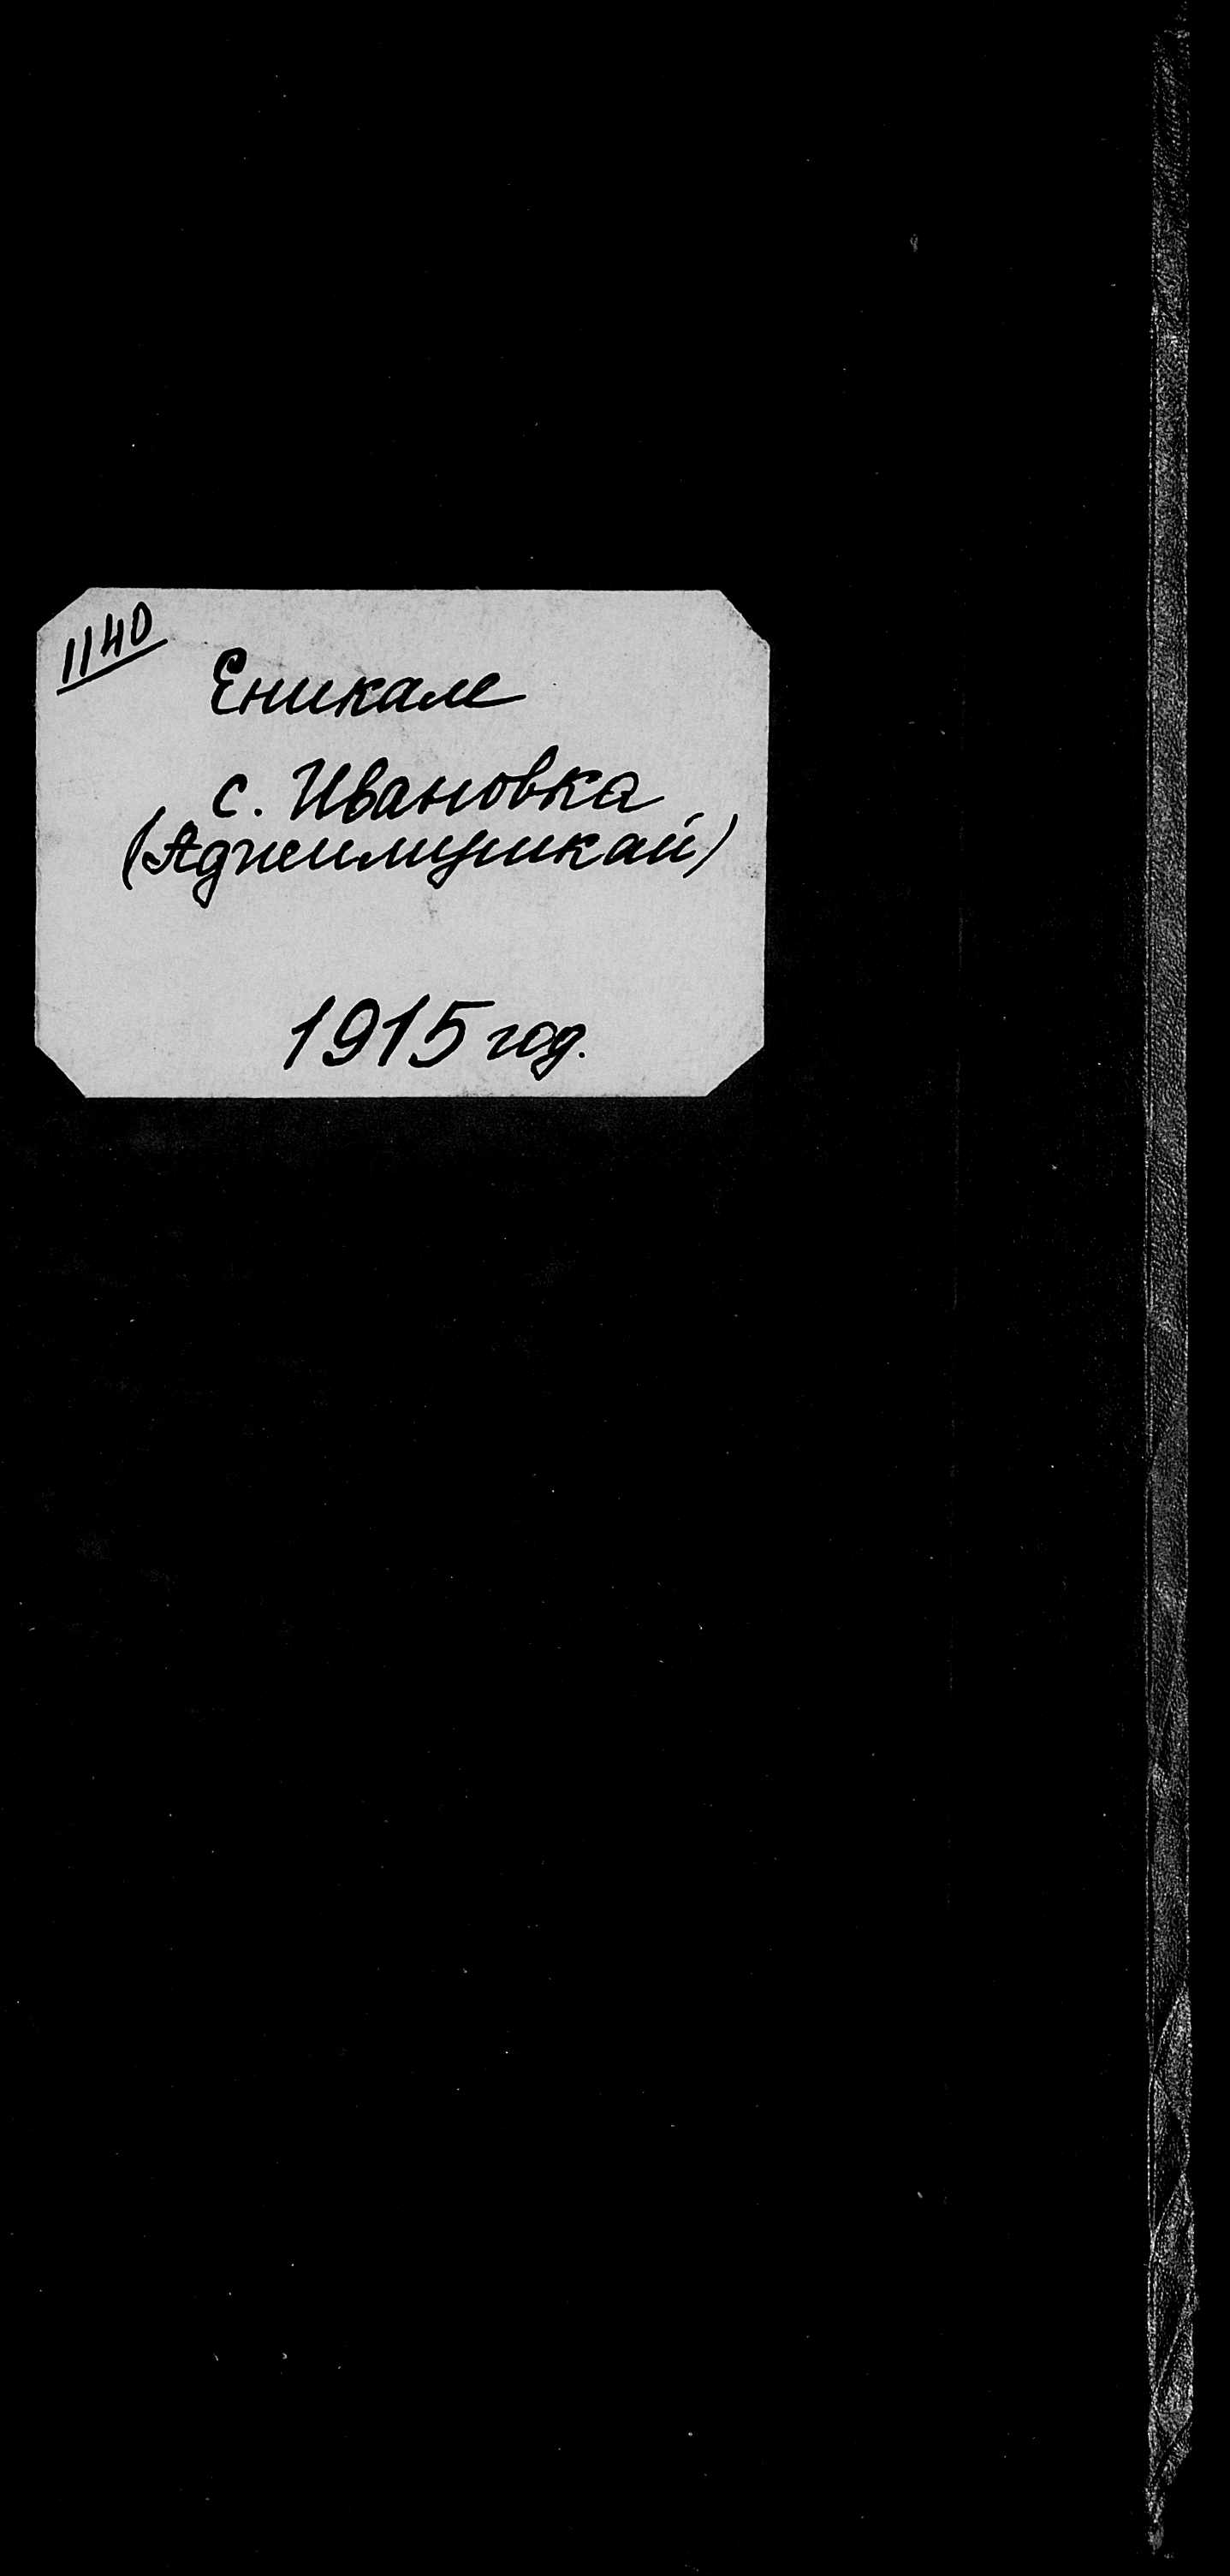 1140
Еникале
с. Ивановка
(Аджимушкай)
1915 год.